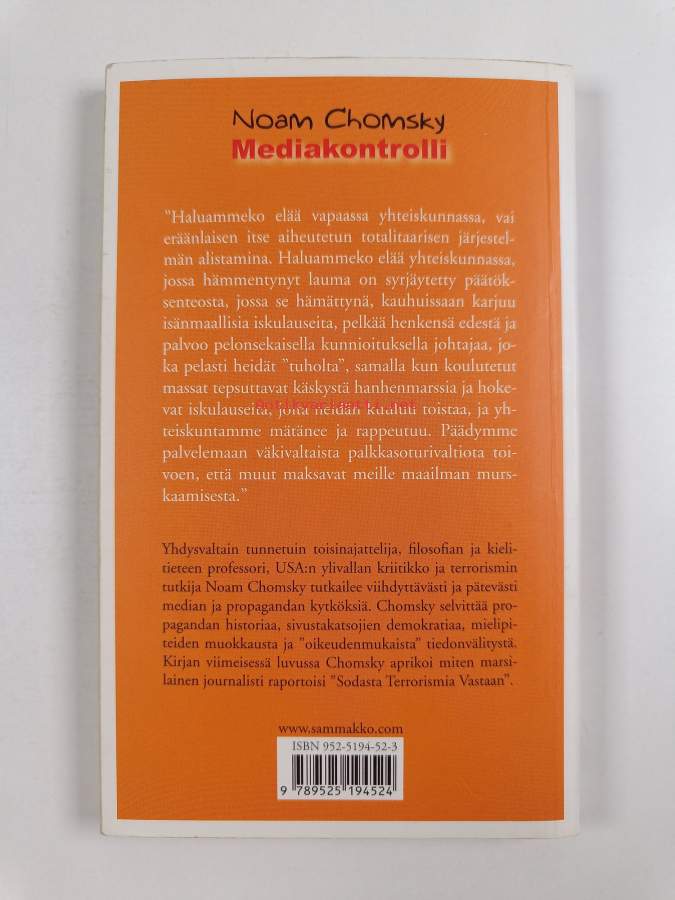 Noam Chomsky
Mediakontrolli
"Haluammeko elää vapaassa yhteiskunnassa, vai
eräänlaisen itse aiheutetun totalitaarisen järjestel-
män alistamina. Haluammeko elää yhteiskunnassa,
jossa hämmentynyt lauma on syrjäytetty päätök-
senteosta, jossa se hämättynä, kauhuissaan karjuu
isänmaallisia iskulauseita, pelkää henkensä edestä ja
palvoo pelonsekaisella kunnioituksella johtajaa, jo-
ka pelasti heidät "tuholta", samalla kun koulutetut
massat tepsuttavat käskystä hanhenmarssia ja hoke-
vat iskulauseita, joita heidän kuuluu toistaa, ja yh-
teiskuntamme mätänee ja rappeutuu. Päädymme
palvelemaan väkivaltaista palkkasoturivaltiota toi-
voen, että muut maksavat meille maailman murs-
kaamisesta."
Yhdysvaltain tunnetuin toisinajattelija, filosofian ja kieli-
tieteen professori, USA:n ylivallan kriitikko ja terrorismin
tutkija Noam Chomsky tutkailee viihdyttävästi ja pätevästi
median ja propagandan kytköksiä. Chomsky selvittää pro-
pagandan historiaa, sivustakatsojien demokratiaa, mielipi-
teiden muokkausta ja "oikeudenmukaista" tiedonvälitystä.
Kirjan viimeisessä luvussa Chomsky aprikoi miten marsi-
lainen journalisti raportoisi "Sodasta Terrorismia Vastaan".
www.sammakko.com
ISBN 952-5194-52-3
9 789525 194524